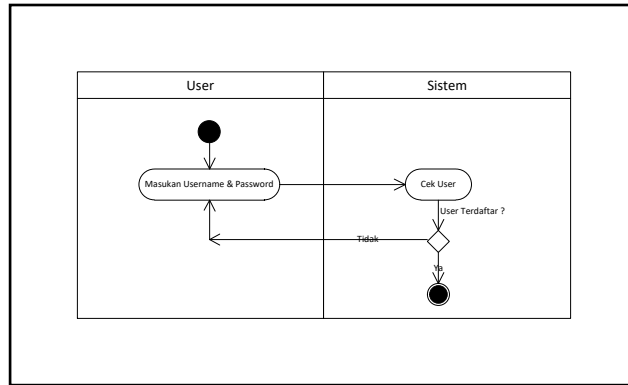 User
Sistem
Masukan Username & Password
Cek User
User Terdaftar ?
Tidak
Ya